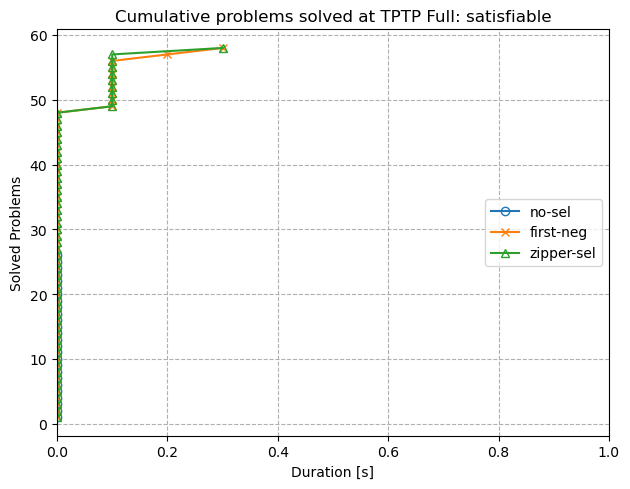 Cumulative problems solved at TPTP Full: satisfiable
60
50
40
30
20
10
0
Solved Problems
no-sel
first-neg
zipper-sel
0.0 0.2 0.4 0.6 0.8 1.0
Duration [s]